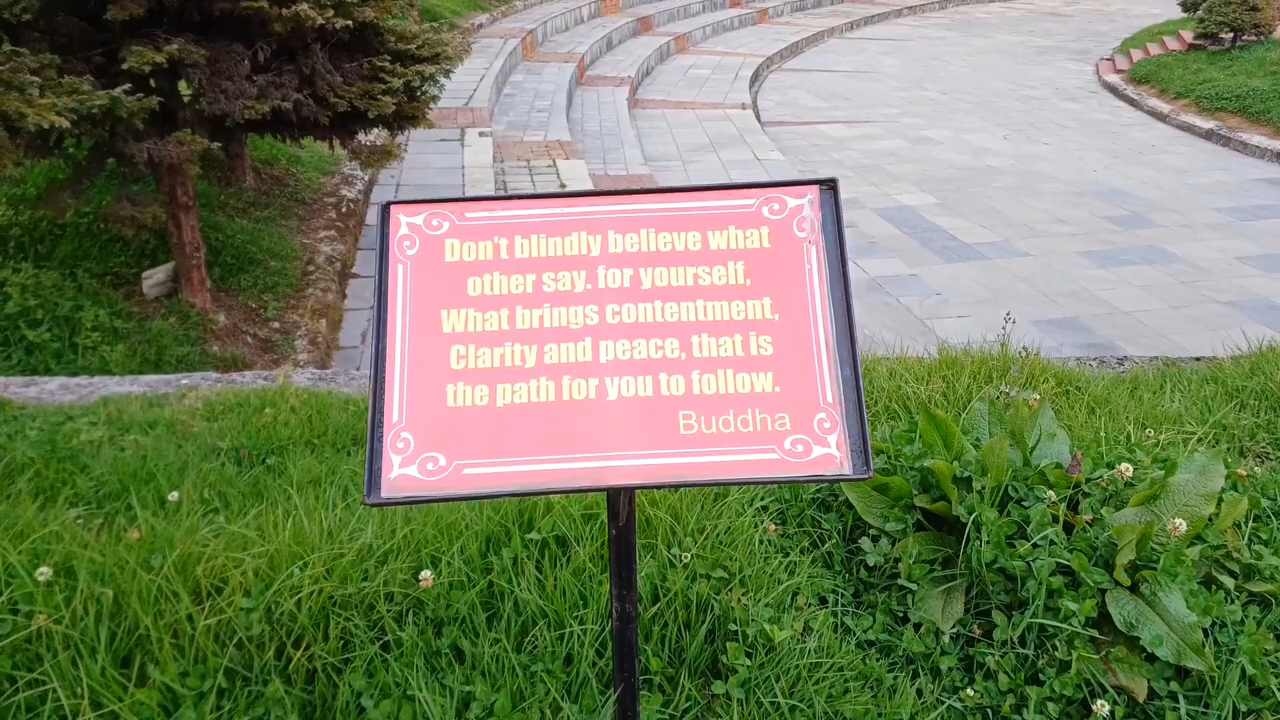 Don't blindly believe what
other say. for yourself,
What brings contentment,
Clarity and peace, that is
the path for you to follow.
Buddha